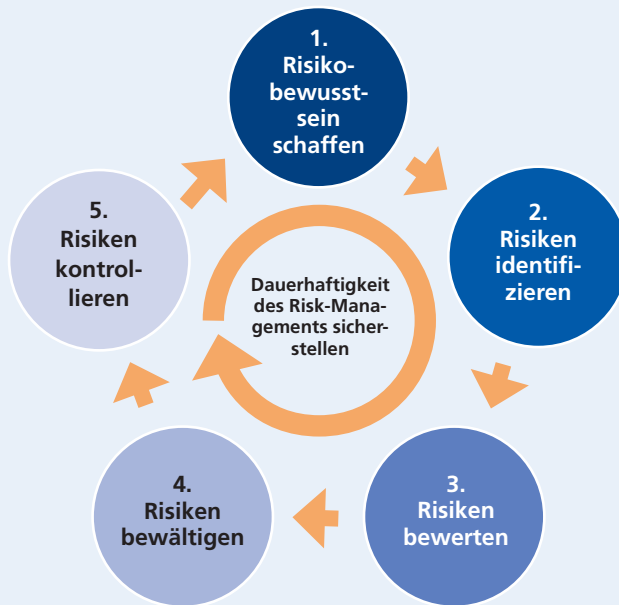 1.
Risiko-
bewusst-
sein
schaffen
2.
Risiken
identifi-
zieren
3.
Risiken
bewerten
4.
Risiken
bewältigen
5.
Risiken
kontrol-
lieren
Dauerhaftigkeit
des Risk-Mana-
gements sicher-
stellen